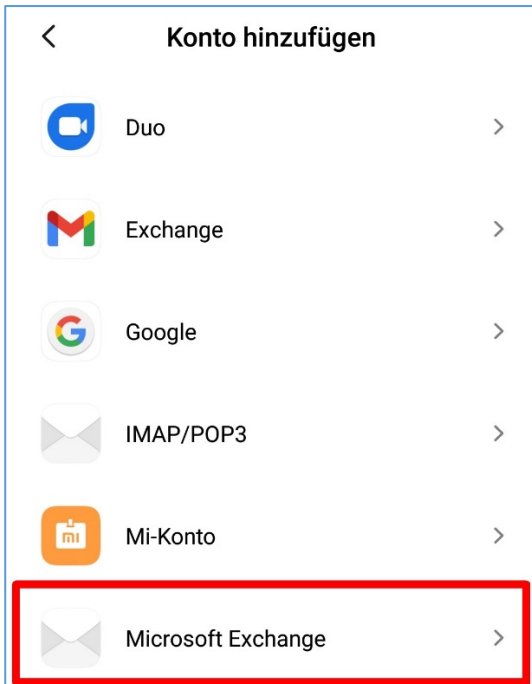 Konto hinzufügen
Duo
Exchange
Google
IMAP/POP3
Mi-Konto
Microsoft Exchange